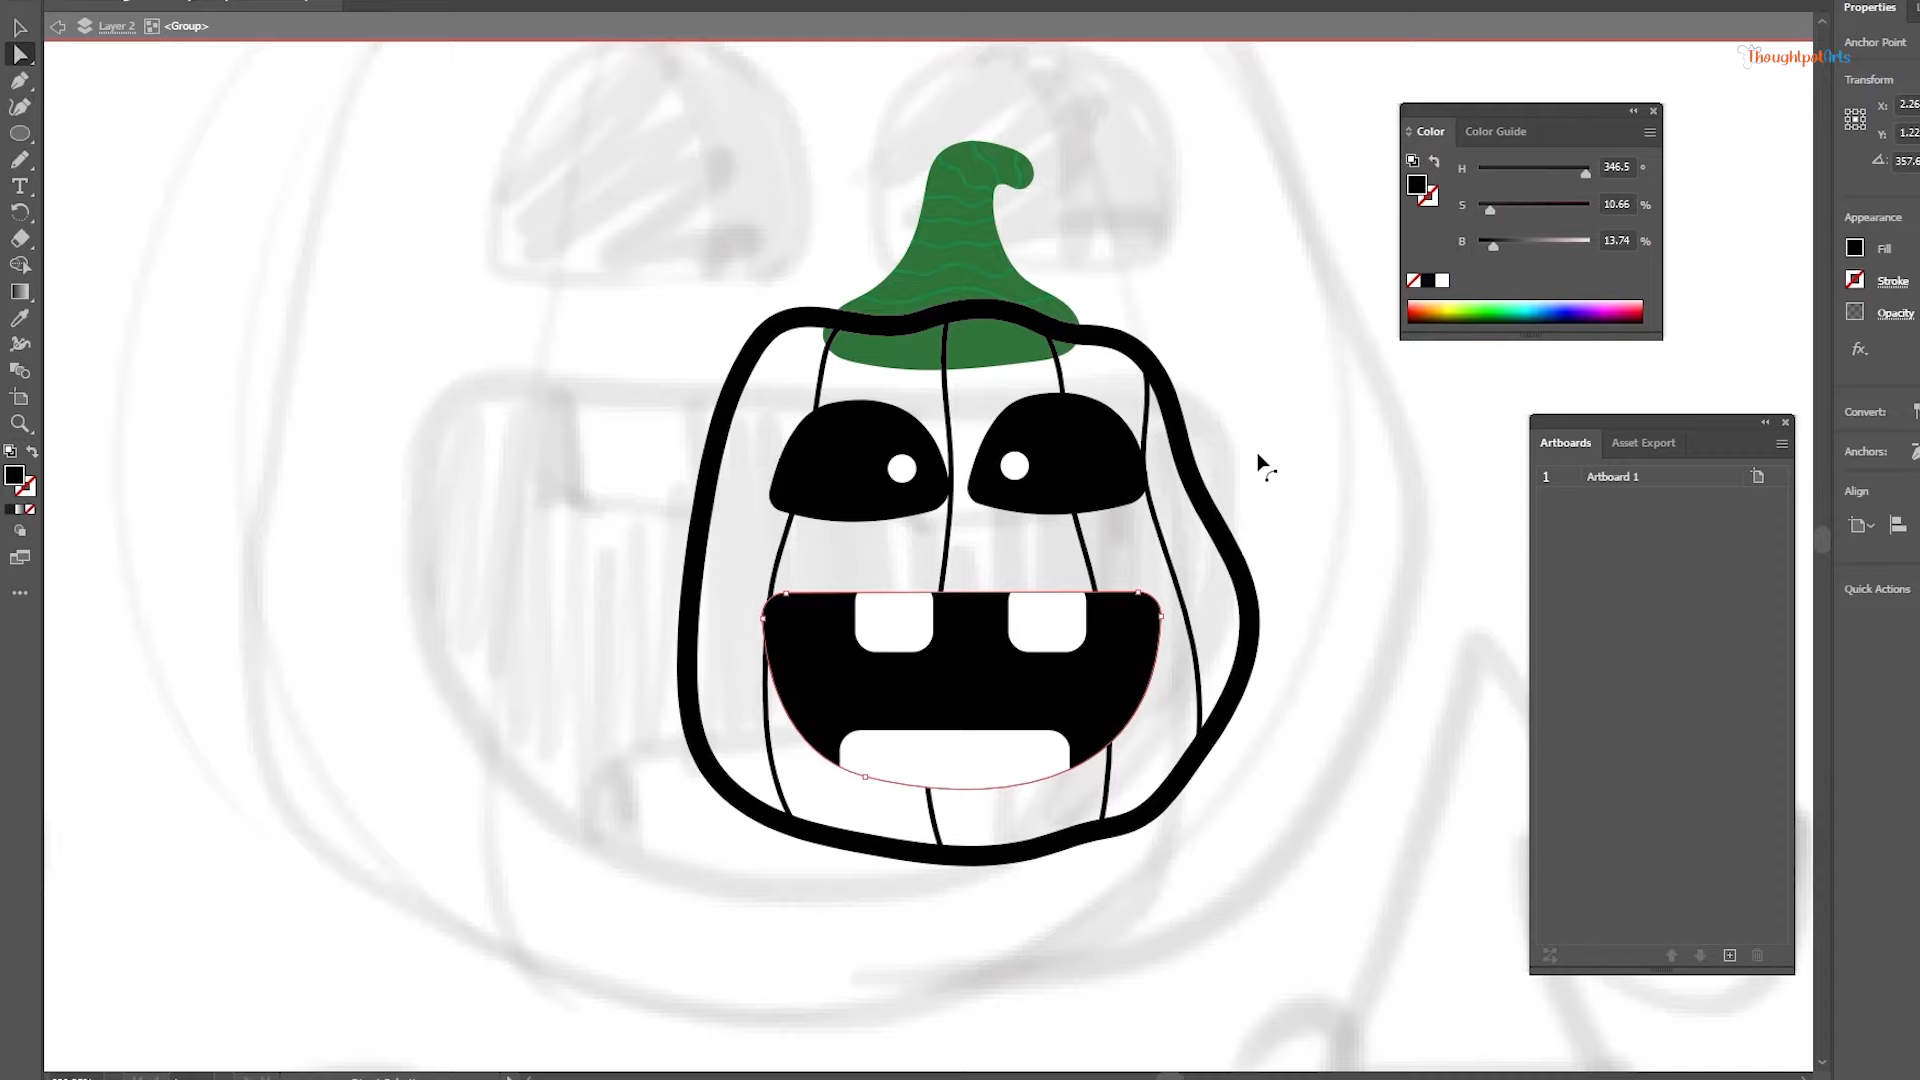 Layer 2 <Group>
Properties
Anchor Point
ThoughtpotArts
Transform
X: 2.26
Y: 1.22
357.6
Color Color Guide
H 346.5 °
S 10.66 %
B 13.74 %
Appearance
Fill
Stroke
Opacity
fx.
Convert:
Anchors:
Align
Quick Actions
Artboards Asset Export
1 Artboard 1
T